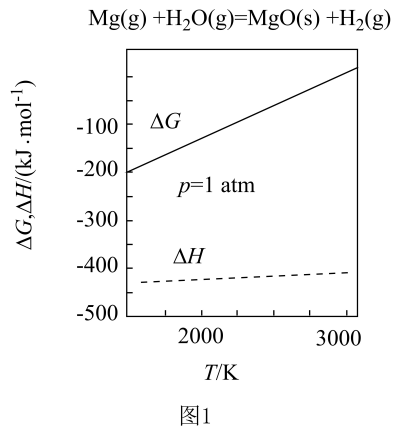 Mg(g) +H₂O(g)=MgO(s) +H₂(g)
ΔG,ΔH/(kJ·mol⁻¹)
-100
-200
-300
-400
-500
ΔG
p=1 atm
ΔH
2000
3000
T/K
图1